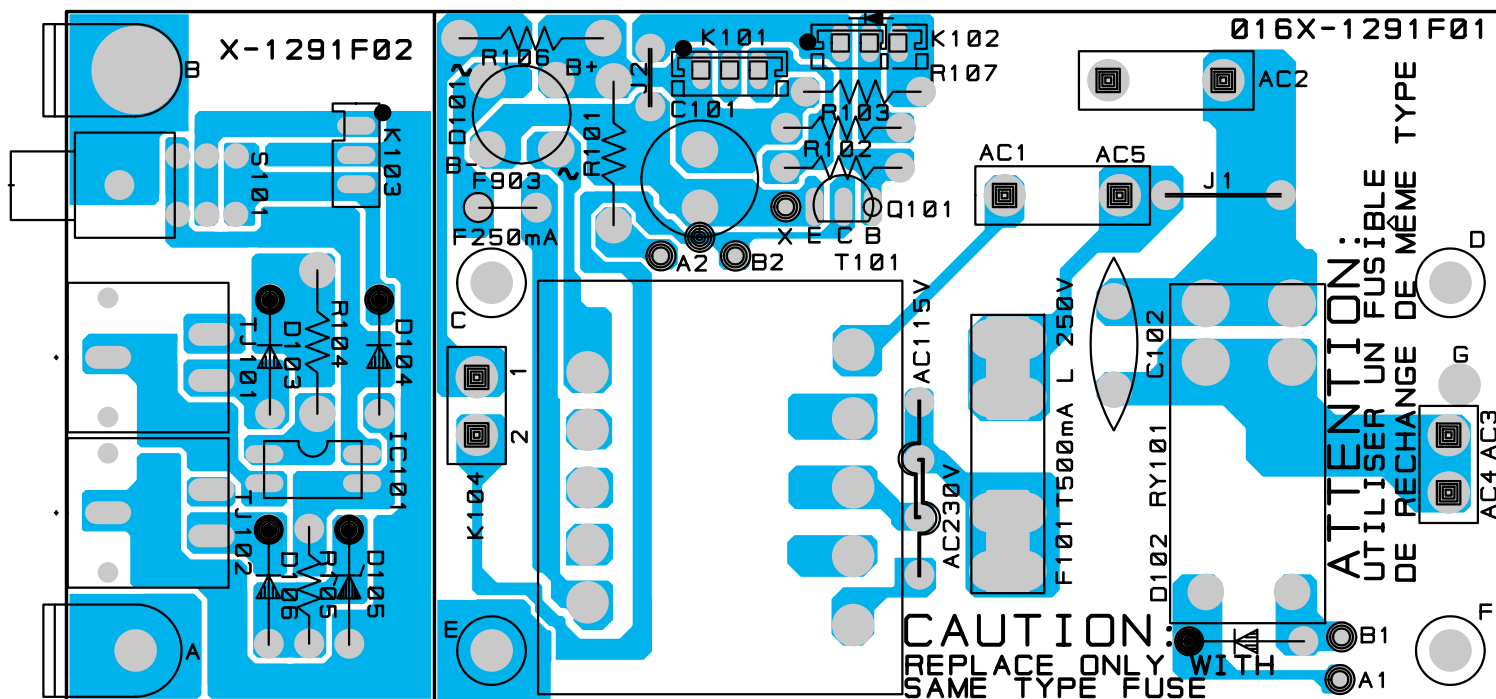 X-1291F02
016X-1291F01
B
R106
B+
~
D101
J2
K101
C101
K102
R107
AC2
K103
S101
R101
R103
R102
B-
~
F903
F250mA
Q101
X E C B
T101
A2
B2
AC1
AC5
J1
D
C
TJ101
D103
R104
D104
1
2
K104
AC115V
AC230V
F101 T500mA L 250V
C102
D102 RY101
G
AC4 AC3
IC101
TJ102
D106
R105
D105
A
E
ATTENTION:
UTILISER UN FUSIBLE
DE RECHANGE DE MÊME TYPE
CAUTION:
REPLACE ONLY WITH
SAME TYPE FUSE
B1
A1
F